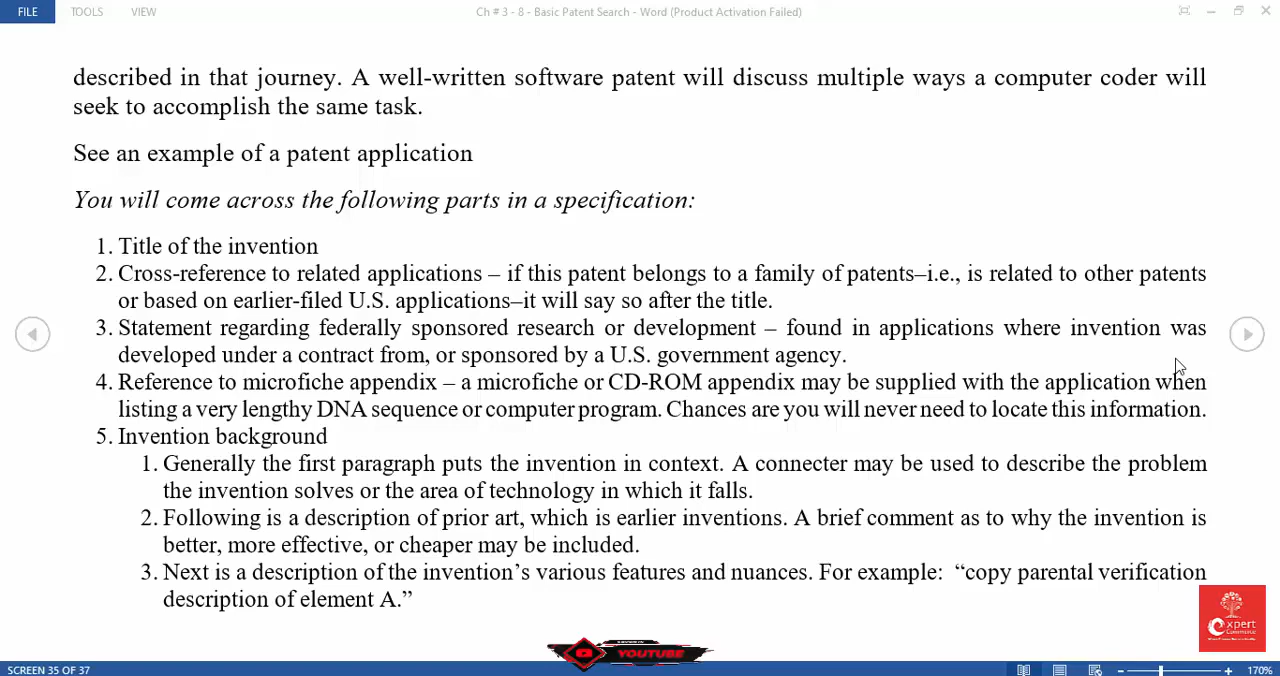 FILE TOOLS VIEW Ch # 3 - 8 - Basic Patent Search - Word (Product Activation Failed)
described in that journey. A well-written software patent will discuss multiple ways a computer coder will
seek to accomplish the same task.
See an example of a patent application
You will come across the following parts in a specification:
1. Title of the invention
2. Cross-reference to related applications – if this patent belongs to a family of patents–i.e., is related to other patents
or based on earlier-filed U.S. applications–it will say so after the title.
3. Statement regarding federally sponsored research or development – found in applications where invention was
developed under a contract from, or sponsored by a U.S. government agency.
4. Reference to microfiche appendix – a microfiche or CD-ROM appendix may be supplied with the application when
listing a very lengthy DNA sequence or computer program. Chances are you will never need to locate this information.
5. Invention background
1. Generally the first paragraph puts the invention in context. A connecter may be used to describe the problem
the invention solves or the area of technology in which it falls.
2. Following is a description of prior art, which is earlier inventions. A brief comment as to why the invention is
better, more effective, or cheaper may be included.
3. Next is a description of the invention’s various features and nuances. For example: “copy parental verification
description of element A.”
expert
YOUTUBE
SCREEN 35 OF 37 170%